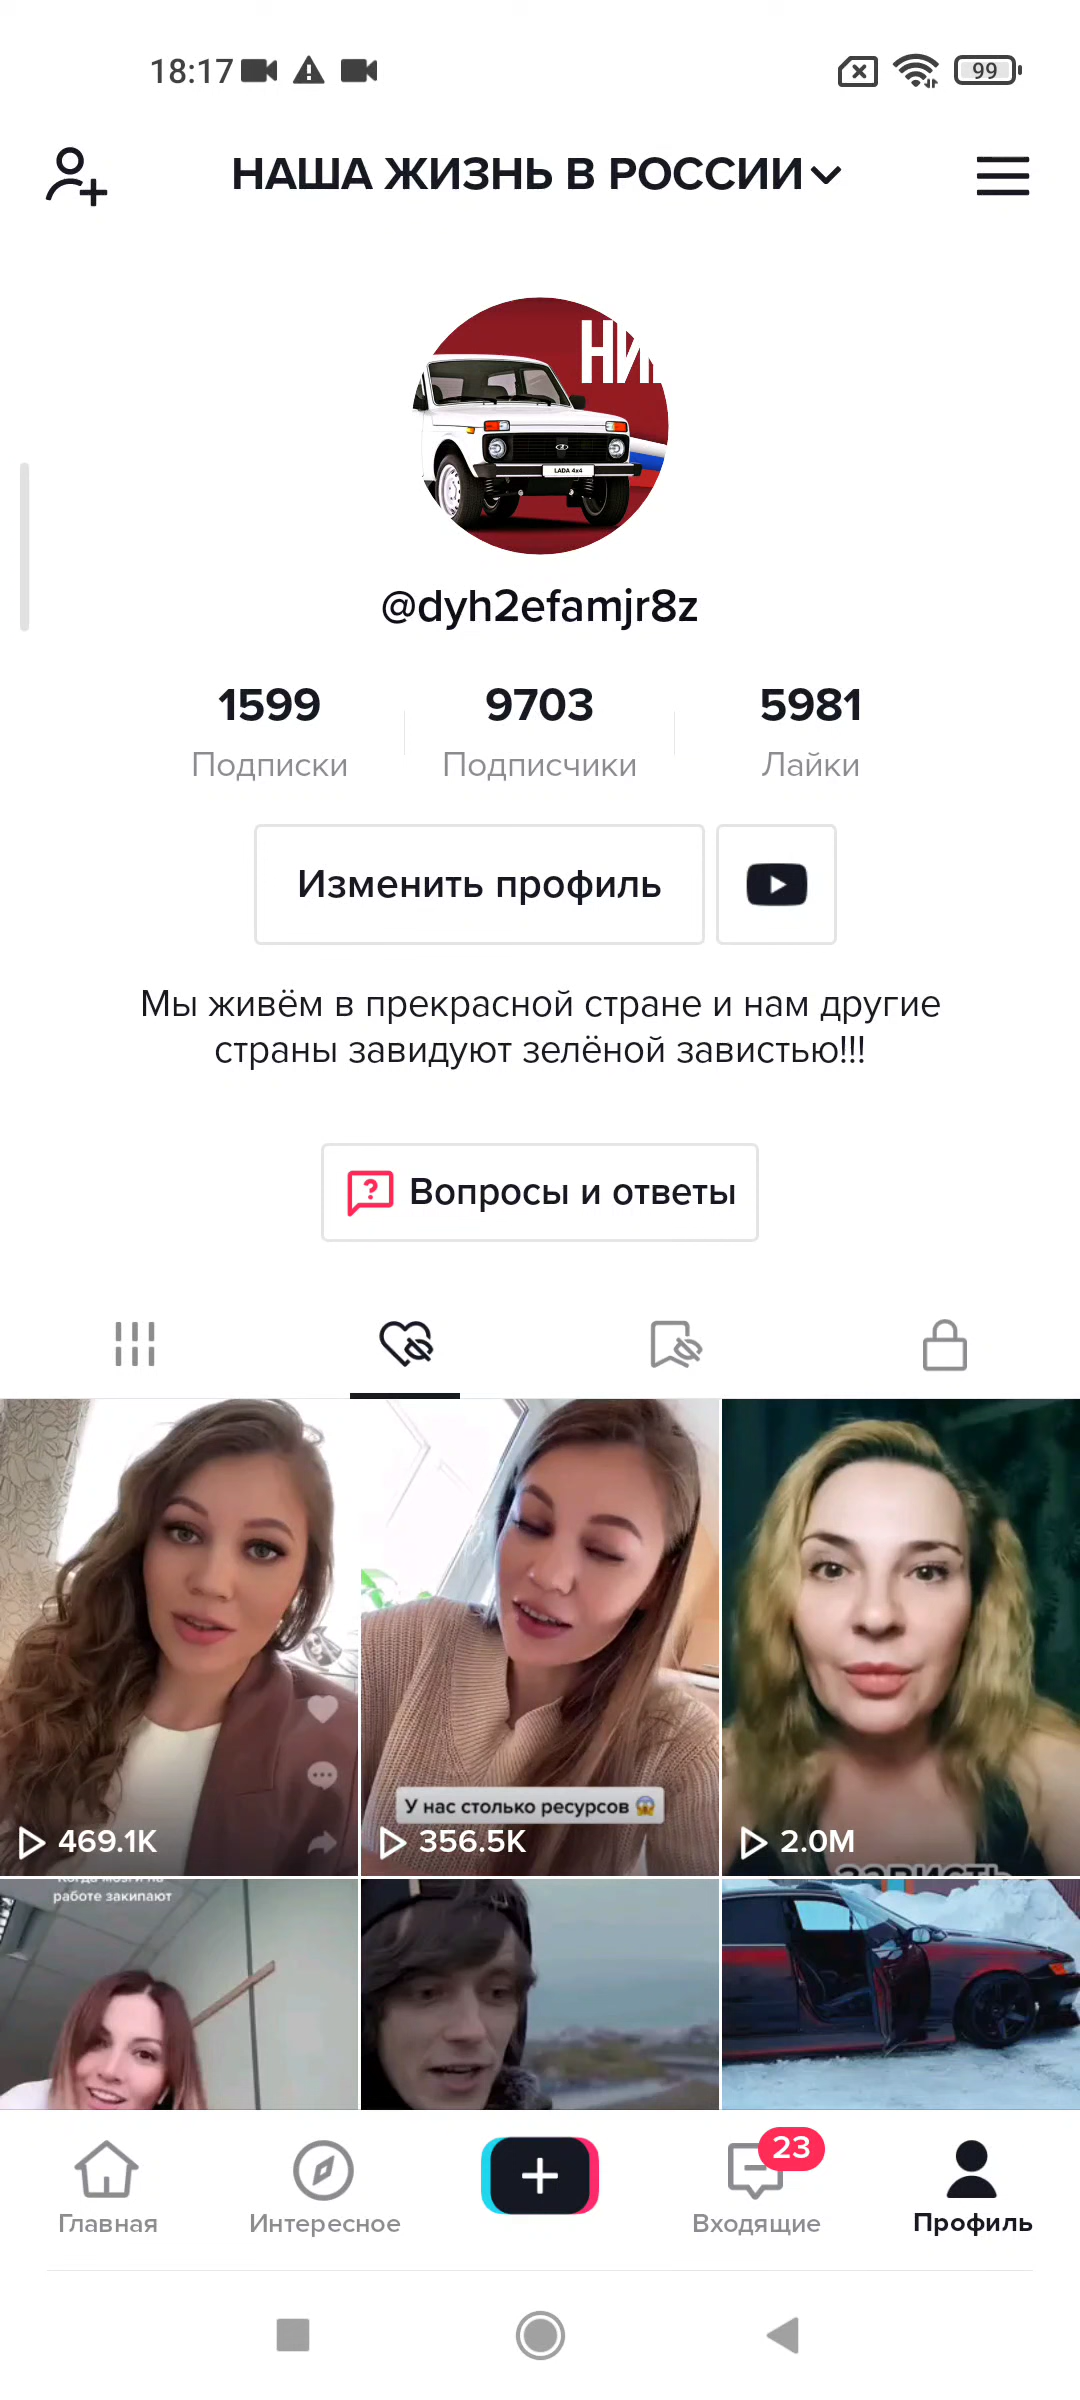 18:17
99
НАША ЖИЗНЬ В РОССИИ
LADA 4x4
@dyh2efamjr8z
1599 9703 5981
Подписки Подписчики Лайки
Изменить профиль
Мы живём в прекрасной стране и нам другие
страны завидуют зелёной завистью!!!
Вопросы и ответы
У нас столько ресурсов 😱
469.1K 356.5K 2.0M
работе закипают
23
Главная Интересное Входящие Профиль